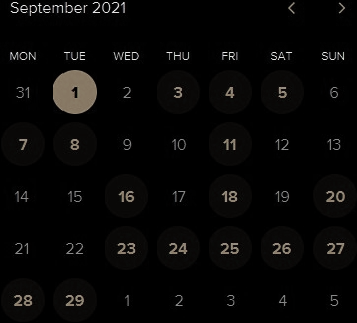 September 2021
MON TUE WED THU FRI SAT SUN
31 1 2 3 4 5 6
7 8 9 10 11 12 13
14 15 16 17 18 19 20
21 22 23 24 25 26 27
28 29 1 2 3 4 5